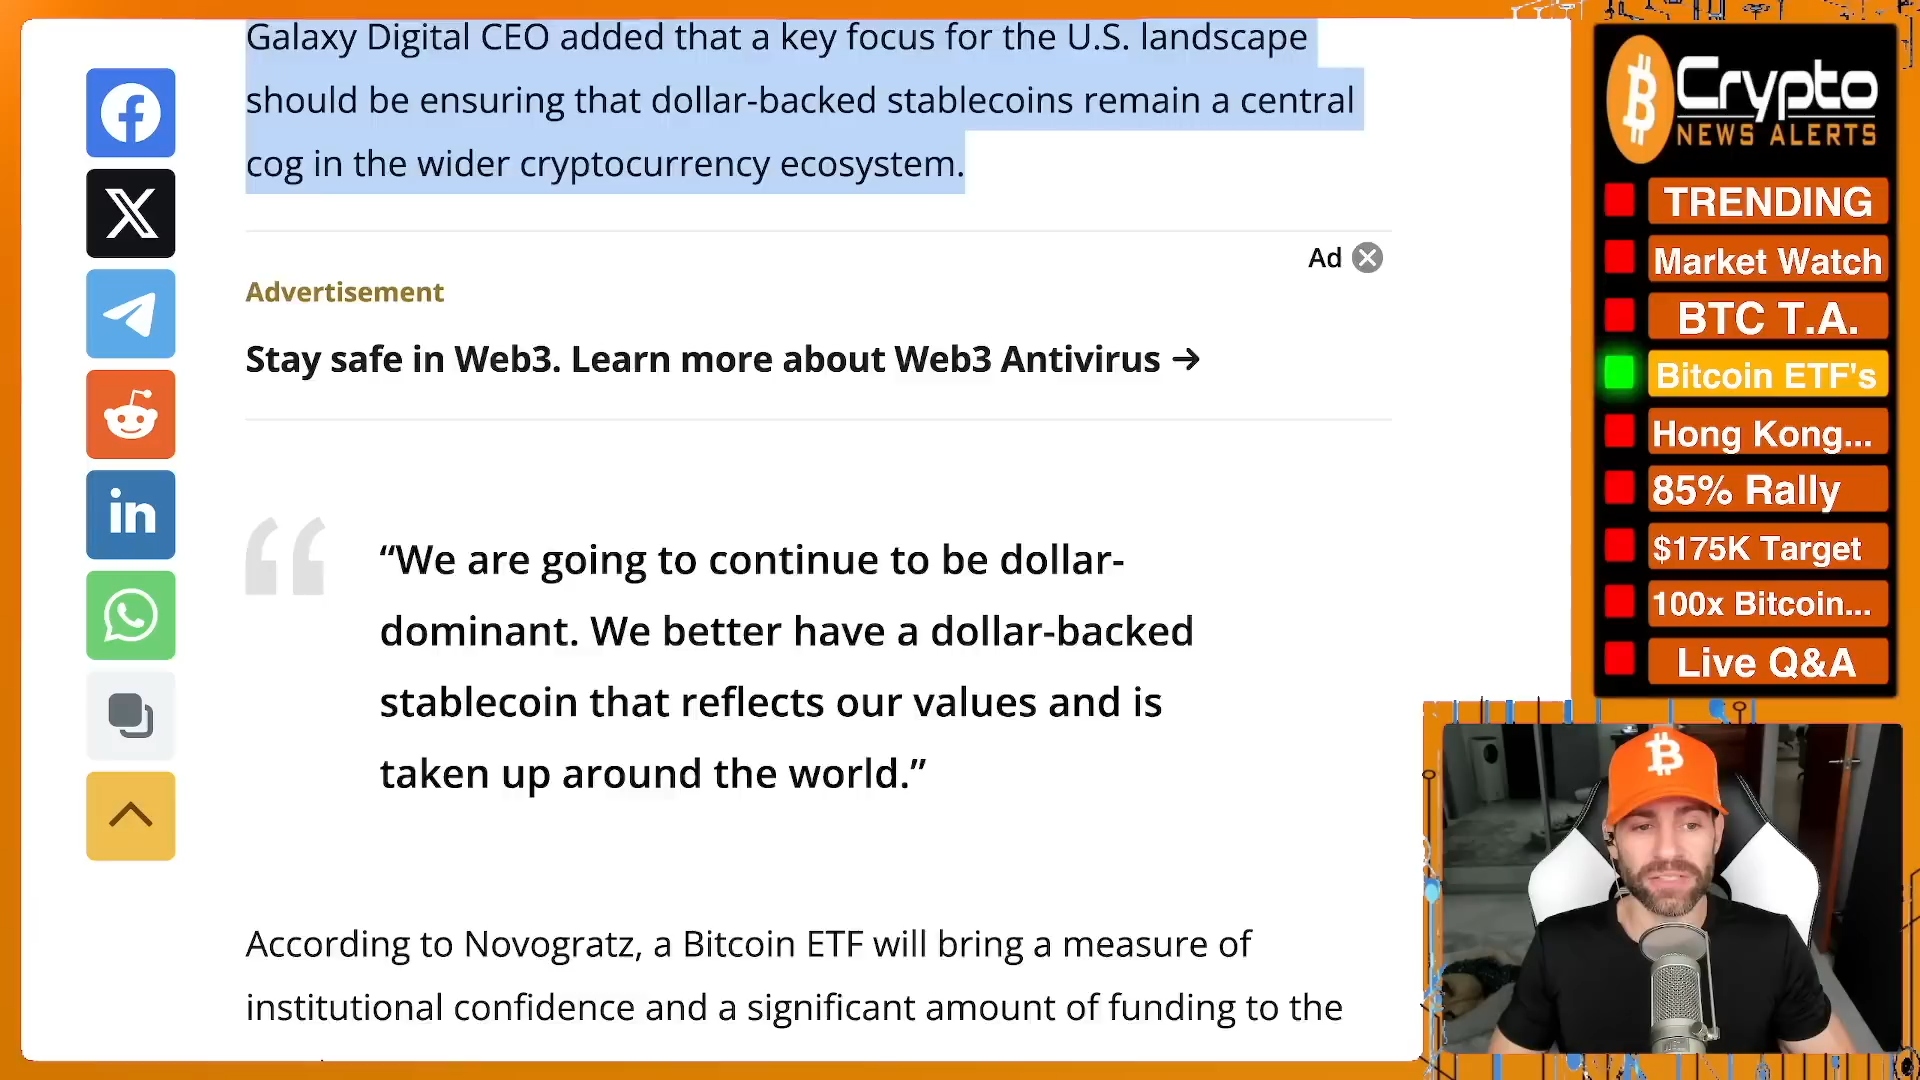 Galaxy Digital CEO added that a key focus for the U.S. landscape
should be ensuring that dollar-backed stablecoins remain a central
cog in the wider cryptocurrency ecosystem.
Ad
Advertisement
Stay safe in Web3. Learn more about Web3 Antivirus →
“We are going to continue to be dollar-
dominant. We better have a dollar-backed
stablecoin that reflects our values and is
taken up around the world.”
According to Novogratz, a Bitcoin ETF will bring a measure of
institutional confidence and a significant amount of funding to the
Crypto
NEWS ALERTS
TRENDING
Market Watch
BTC T.A.
Bitcoin ETF's
Hong Kong...
85% Rally
$175K Target
100x Bitcoin...
Live Q&A